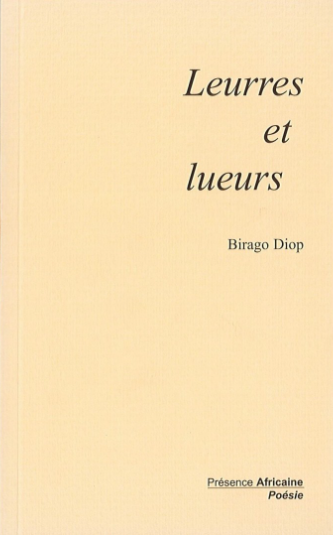 Leurres
et
lueurs
Birago Diop
Présence Africaine
Poésie